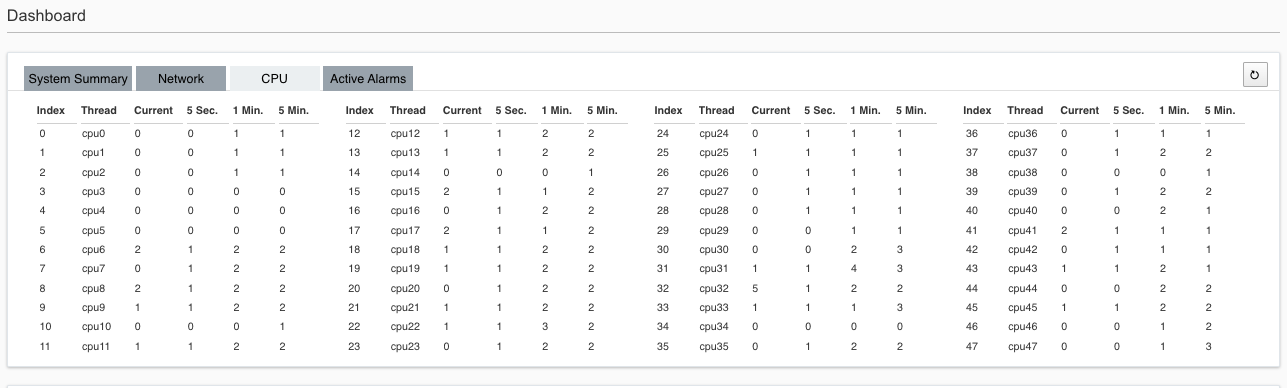 Dashboard
System Summary Network CPU Active Alarms
Index Thread Current 5 Sec. 1 Min. 5 Min. Index Thread Current 5 Sec. 1 Min. 5 Min. Index Thread Current 5 Sec. 1 Min. 5 Min. Index Thread Current 5 Sec. 1 Min. 5 Min.
0 cpu0 0 0 1 1 12 cpu12 1 1 2 2 24 cpu24 0 1 1 1 36 cpu36 0 1 1 1
1 cpu1 0 0 1 1 13 cpu13 1 1 2 2 25 cpu25 1 1 1 1 37 cpu37 0 1 2 2
2 cpu2 0 0 1 1 14 cpu14 0 0 0 1 26 cpu26 0 1 1 1 38 cpu38 0 0 0 1
3 cpu3 0 0 0 0 15 cpu15 2 1 1 2 27 cpu27 0 1 1 1 39 cpu39 0 1 2 2
4 cpu4 0 0 0 0 16 cpu16 0 1 2 2 28 cpu28 0 1 1 1 40 cpu40 0 0 2 1
5 cpu5 0 0 0 0 17 cpu17 2 1 1 2 29 cpu29 0 0 1 1 41 cpu41 2 1 1 1
6 cpu6 2 1 2 2 18 cpu18 1 1 2 2 30 cpu30 0 0 2 3 42 cpu42 0 1 1 1
7 cpu7 0 1 2 2 19 cpu19 1 1 2 2 31 cpu31 1 1 4 3 43 cpu43 1 1 2 1
8 cpu8 2 1 2 2 20 cpu20 0 1 2 2 32 cpu32 5 1 2 2 44 cpu44 0 0 2 2
9 cpu9 1 1 2 2 21 cpu21 1 1 2 2 33 cpu33 1 1 1 3 45 cpu45 1 1 2 2
10 cpu10 0 0 0 1 22 cpu22 1 1 3 2 34 cpu34 0 0 0 0 46 cpu46 0 0 1 2
11 cpu11 1 1 2 2 23 cpu23 0 1 2 2 35 cpu35 0 1 2 2 47 cpu47 0 0 1 3